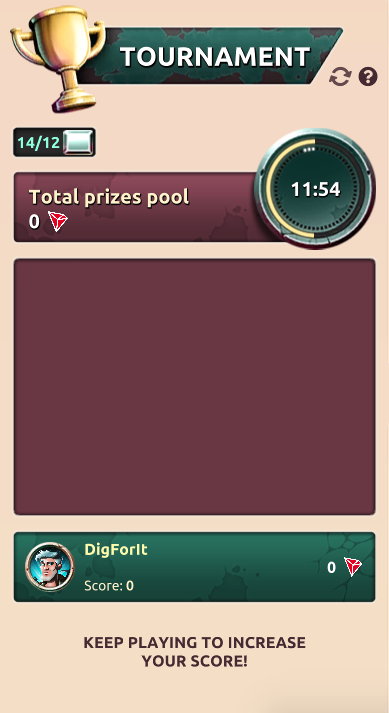 TOURNAMENT
14/12
11:54
Total prizes pool
0
DigForIt
0
Score: 0
KEEP PLAYING TO INCREASE
YOUR SCORE!